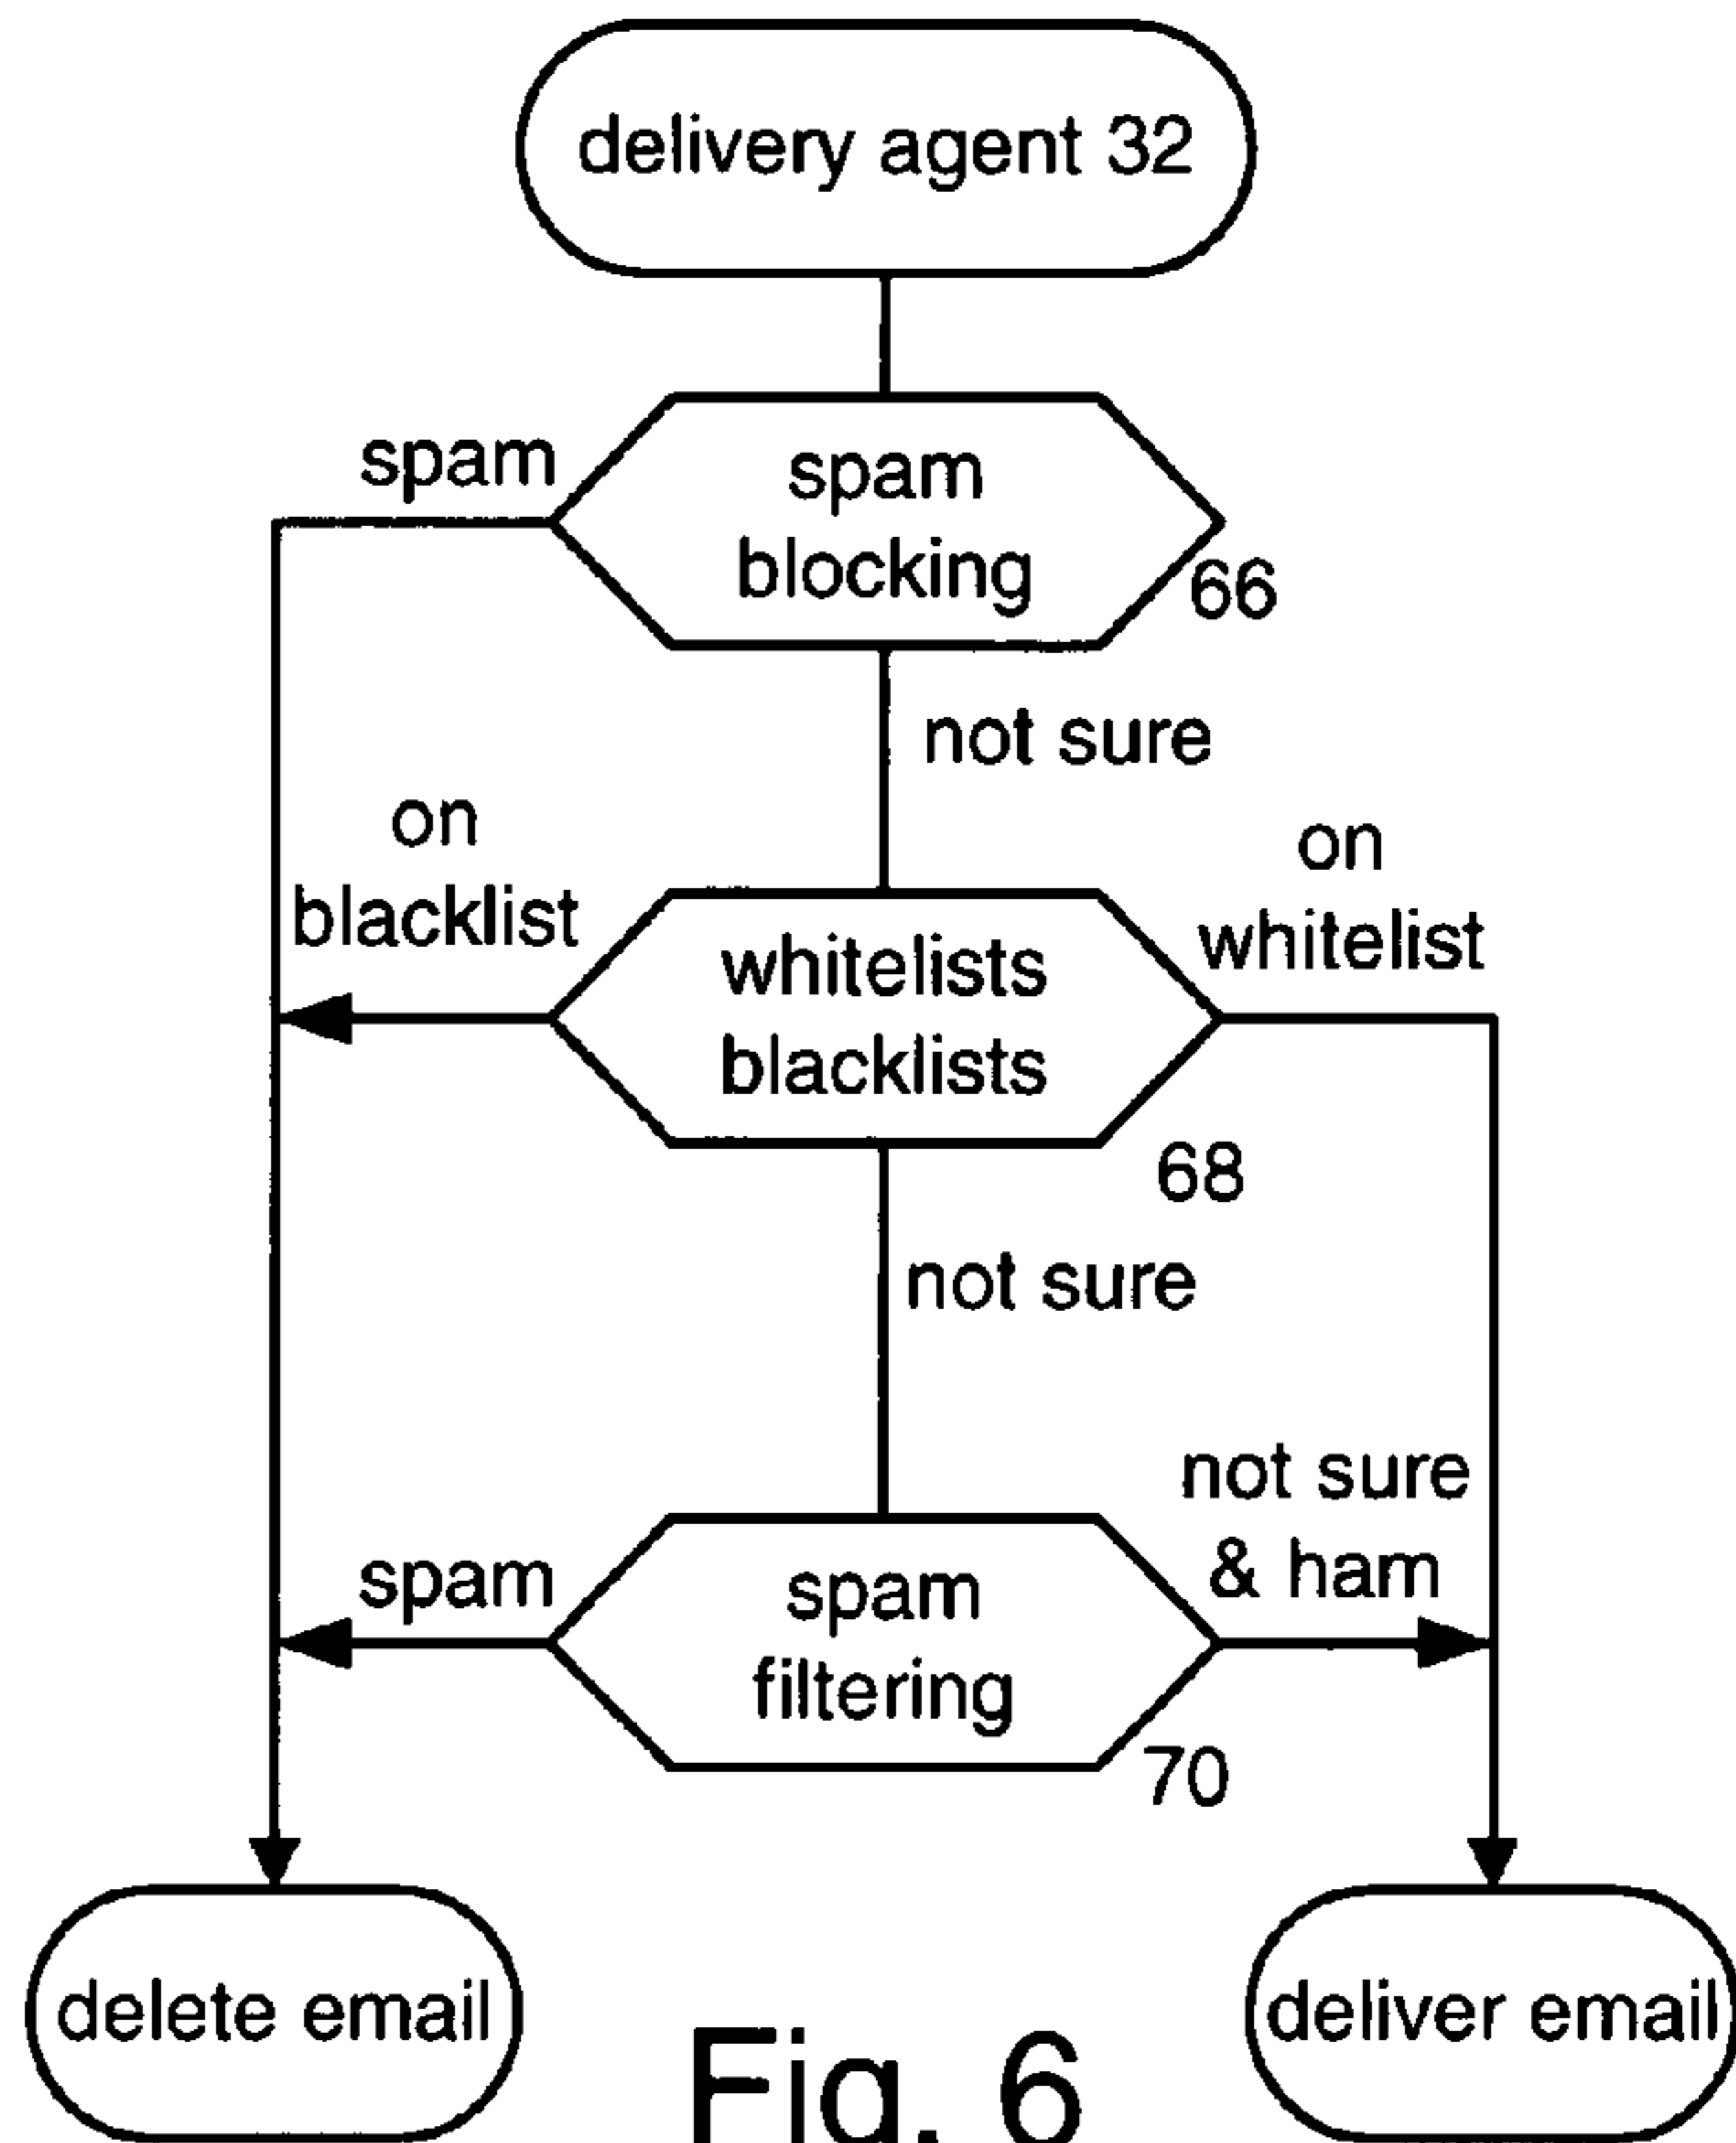 delivery agent 32
spam
spam
blocking
66
not sure
on
blacklist
on
whitelist
whitelists
blacklists
68
not sure
not sure
& ham
spam
spam
filtering
70
delete email
deliver email
Fig. 6